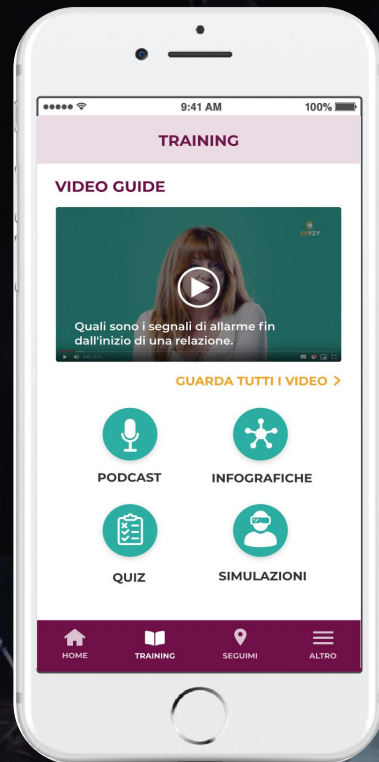 9:41 AM
100%
TRAINING
VIDEO GUIDE
Quali sono i segnali di allarme fin
dall'inizio di una relazione.
GUARDA TUTTI I VIDEO >
PODCAST
INFOGRAFICHE
QUIZ
SIMULAZIONI
HOME
TRAINING
SEGUIMI
ALTRO